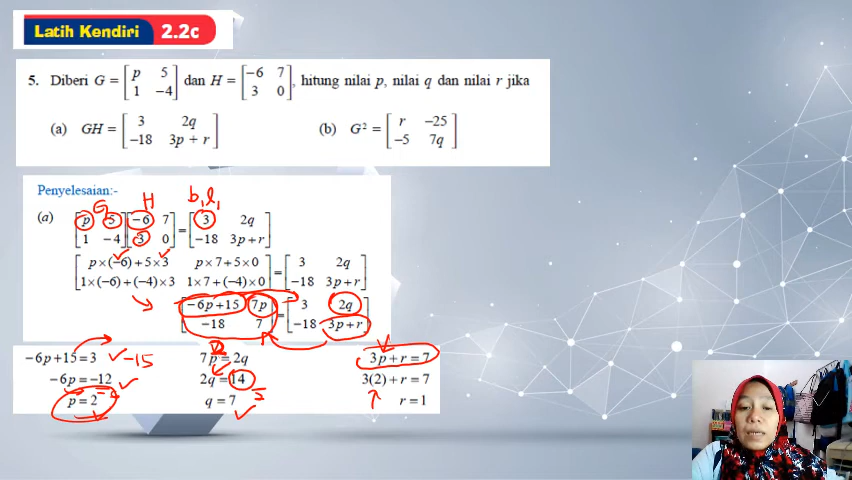 Latih Kendiri 2.2c
5. Diberi G = [p 5; 1 −4] dan H = [−6 7; 3 0], hitung nilai p, nilai q dan nilai r jika
(a) GH = [3 2q; −18 3p + r] (b) G² = [r −25; −5 7q]
Penyelesaian:-
G H b₁l₁
(a) [p 5; 1 −4][−6 7; 3 0] = [3 2q; −18 3p+r]
[p×(−6)+5×3 p×7+5×0; 1×(−6)+(−4)×3 1×7+(−4)×0] = [3 2q; −18 3p+r]
[−6p+15 7p; −18 7] = [3 2q; −18 3p+r]
−6p+15=3 −15
−6p=−12
p=2
7p=2q
2q=14
q=7
3p+r=7
3(2)+r=7
r=1